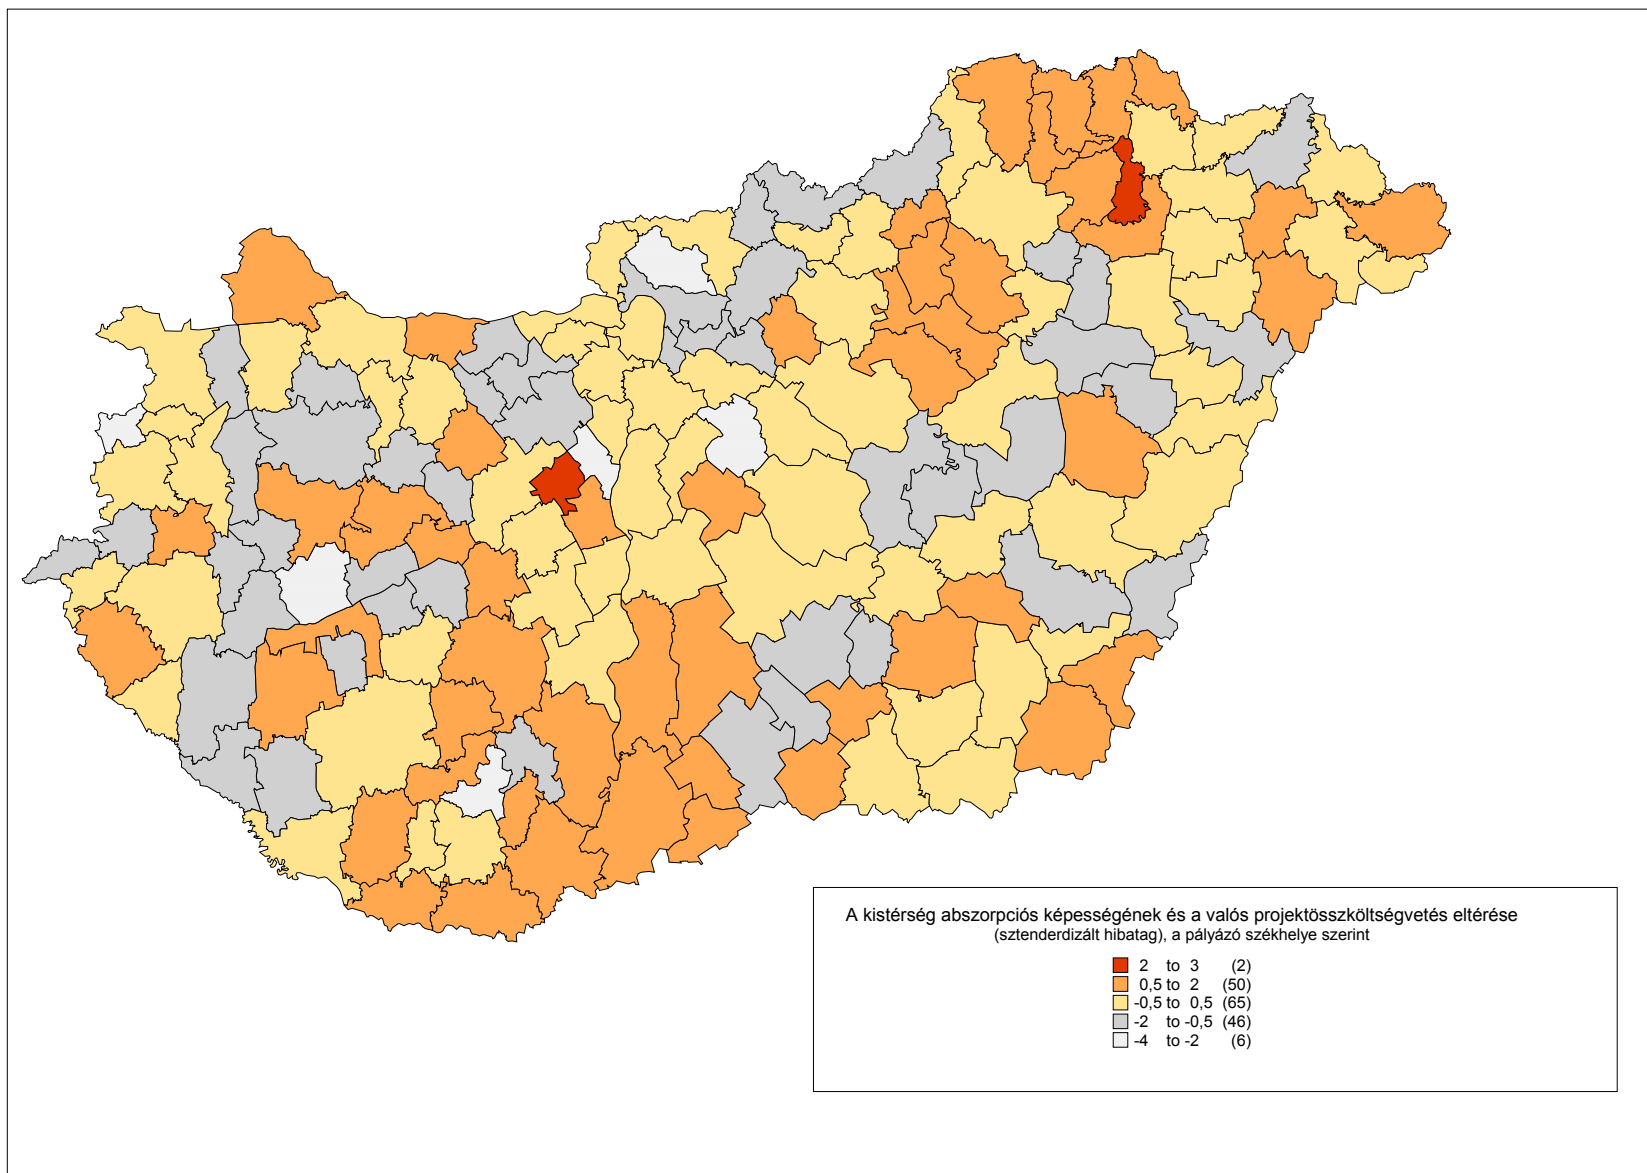 A kistérség abszorpciós képességének és a valós projektösszköltségvetés eltérése
(sztenderdizált hibatag), a pályázó székhelye szerint
2 to 3 (2)
0,5 to 2 (50)
-0,5 to 0,5 (65)
-2 to -0,5 (46)
-4 to -2 (6)